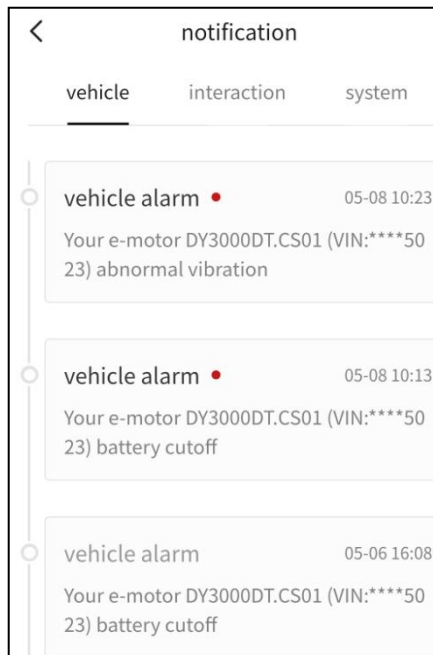 notification
vehicle interaction system
vehicle alarm 05-08 10:23
Your e-motor DY3000DT.CS01 (VIN:****50
23) abnormal vibration
vehicle alarm 05-08 10:13
Your e-motor DY3000DT.CS01 (VIN:****50
23) battery cutoff
vehicle alarm 05-06 16:08
Your e-motor DY3000DT.CS01 (VIN:****50
23) battery cutoff